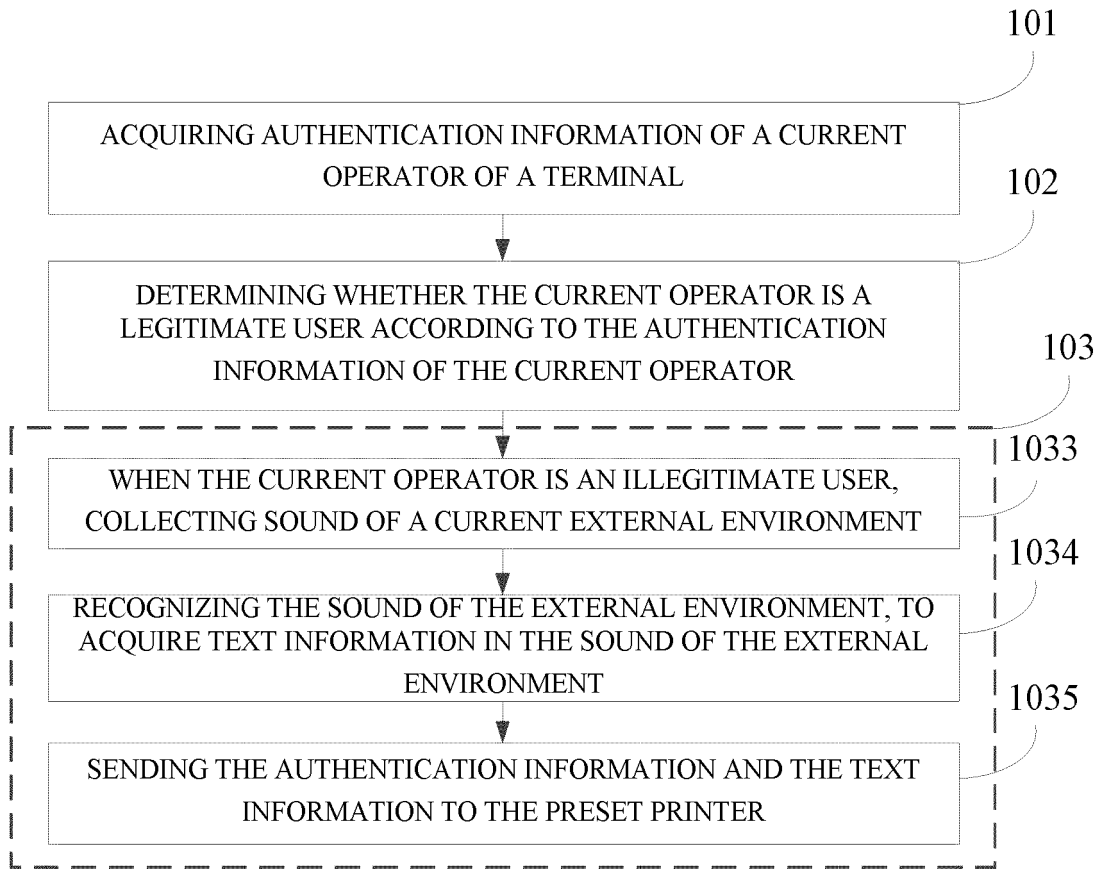 101
ACQUIRING AUTHENTICATION INFORMATION OF A CURRENT
OPERATOR OF A TERMINAL
102
DETERMINING WHETHER THE CURRENT OPERATOR IS A
LEGITIMATE USER ACCORDING TO THE AUTHENTICATION
INFORMATION OF THE CURRENT OPERATOR
103
1033
WHEN THE CURRENT OPERATOR IS AN ILLEGITIMATE USER,
COLLECTING SOUND OF A CURRENT EXTERNAL ENVIRONMENT
1034
RECOGNIZING THE SOUND OF THE EXTERNAL ENVIRONMENT, TO
ACQUIRE TEXT INFORMATION IN THE SOUND OF THE EXTERNAL
ENVIRONMENT
1035
SENDING THE AUTHENTICATION INFORMATION AND THE TEXT
INFORMATION TO THE PRESET PRINTER